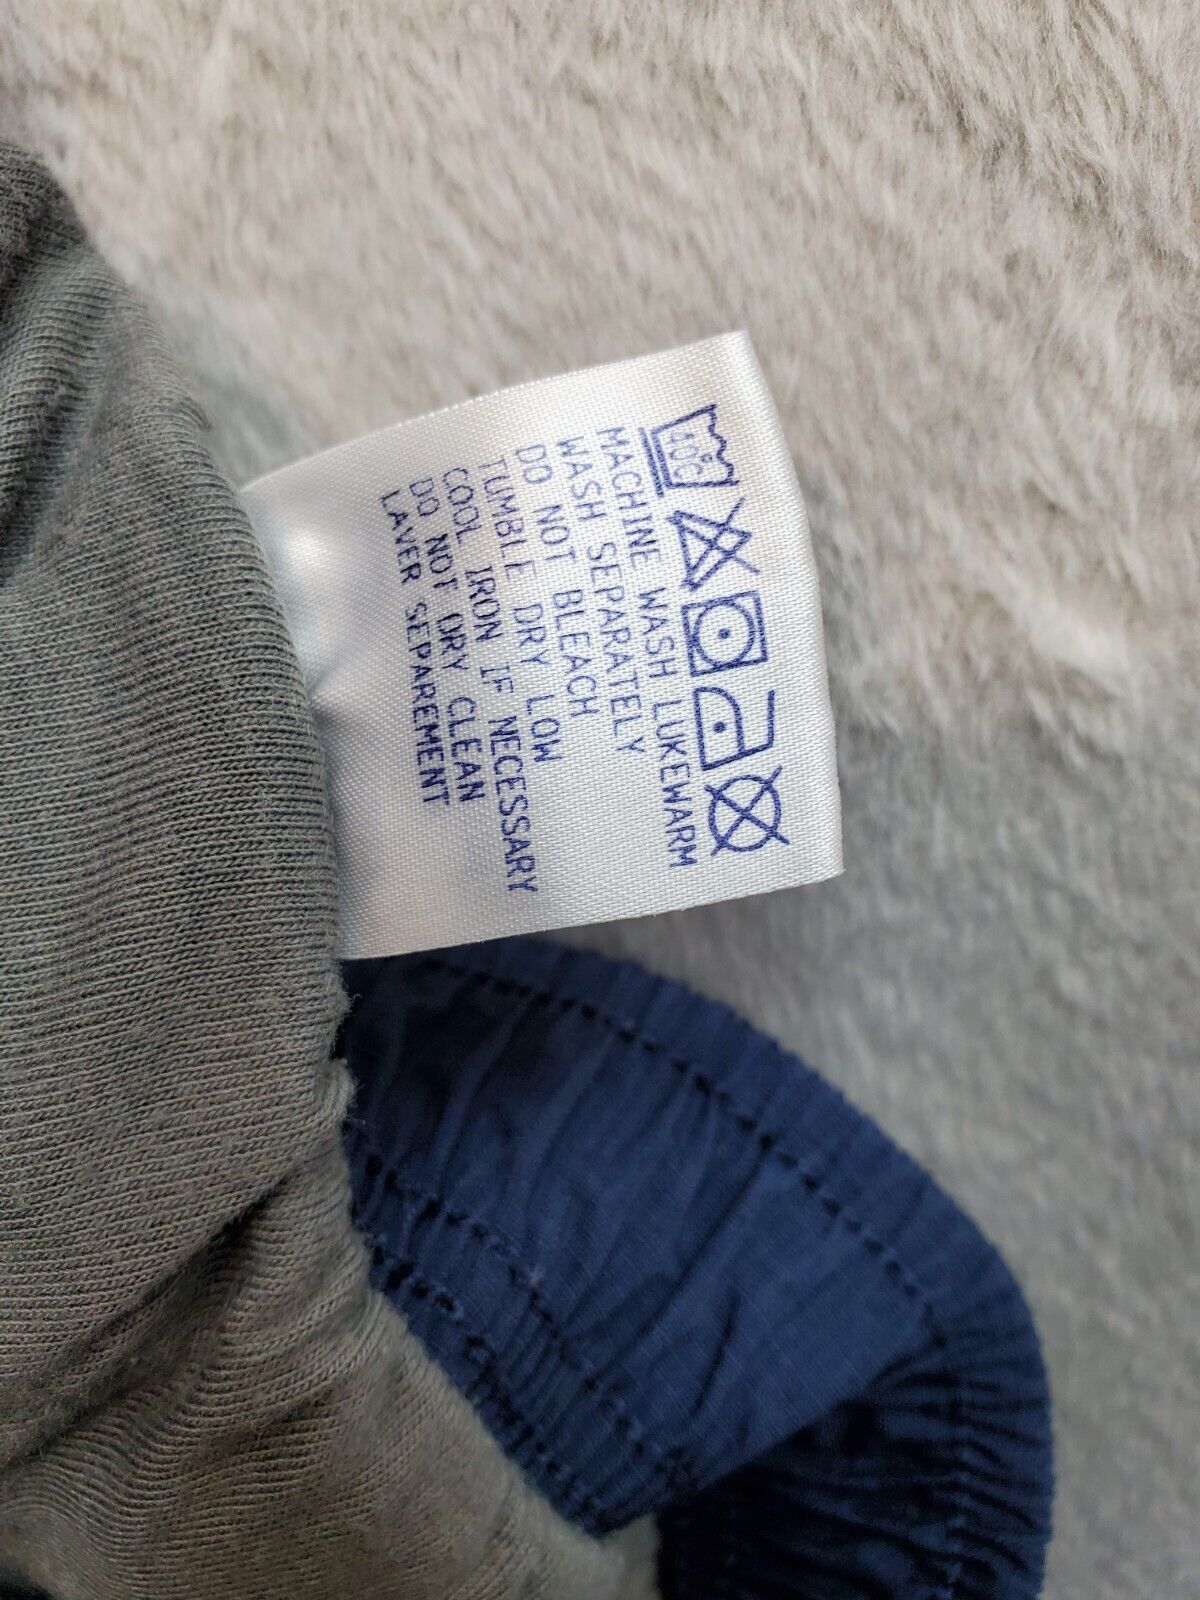 40°C
MACHINE WASH LUKEWARM
WASH SEPARATELY
DO NOT BLEACH
TUMBLE DRY LOW
COOL IRON IF NECESSARY
DO NOT DRY CLEAN
LAVER SEPAREMENT